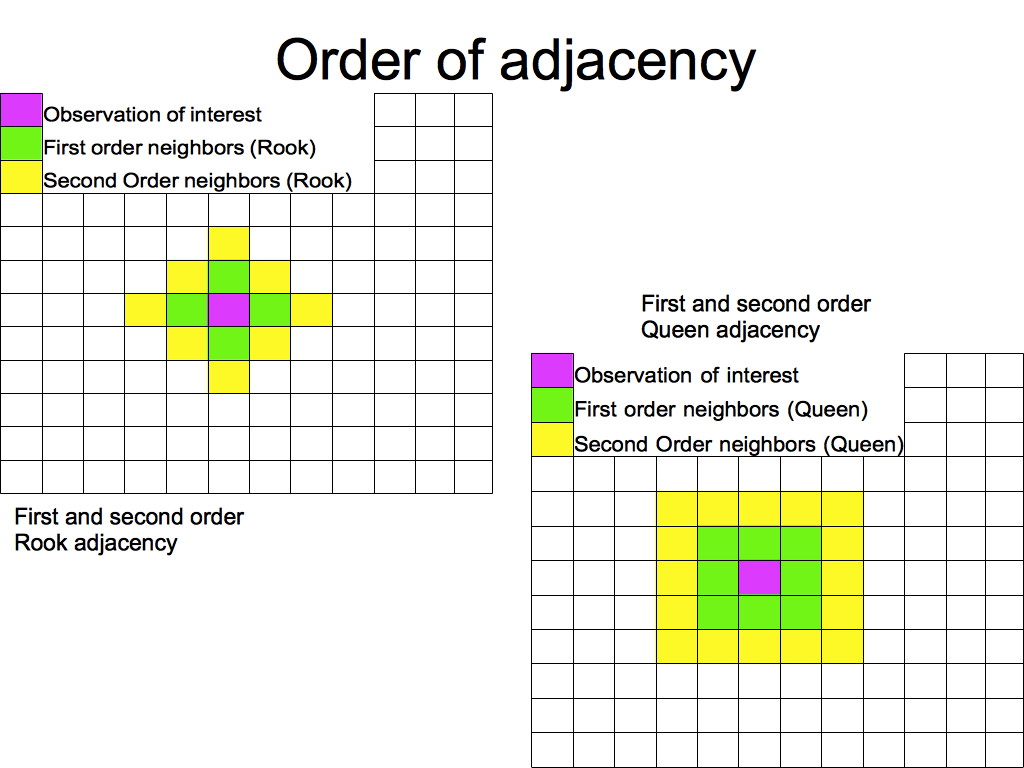 Order of adjacency
Observation of interest
First order neighbors (Rook)
Second Order neighbors (Rook)
First and second order
Rook adjacency
First and second order
Queen adjacency
Observation of interest
First order neighbors (Queen)
Second Order neighbors (Queen)